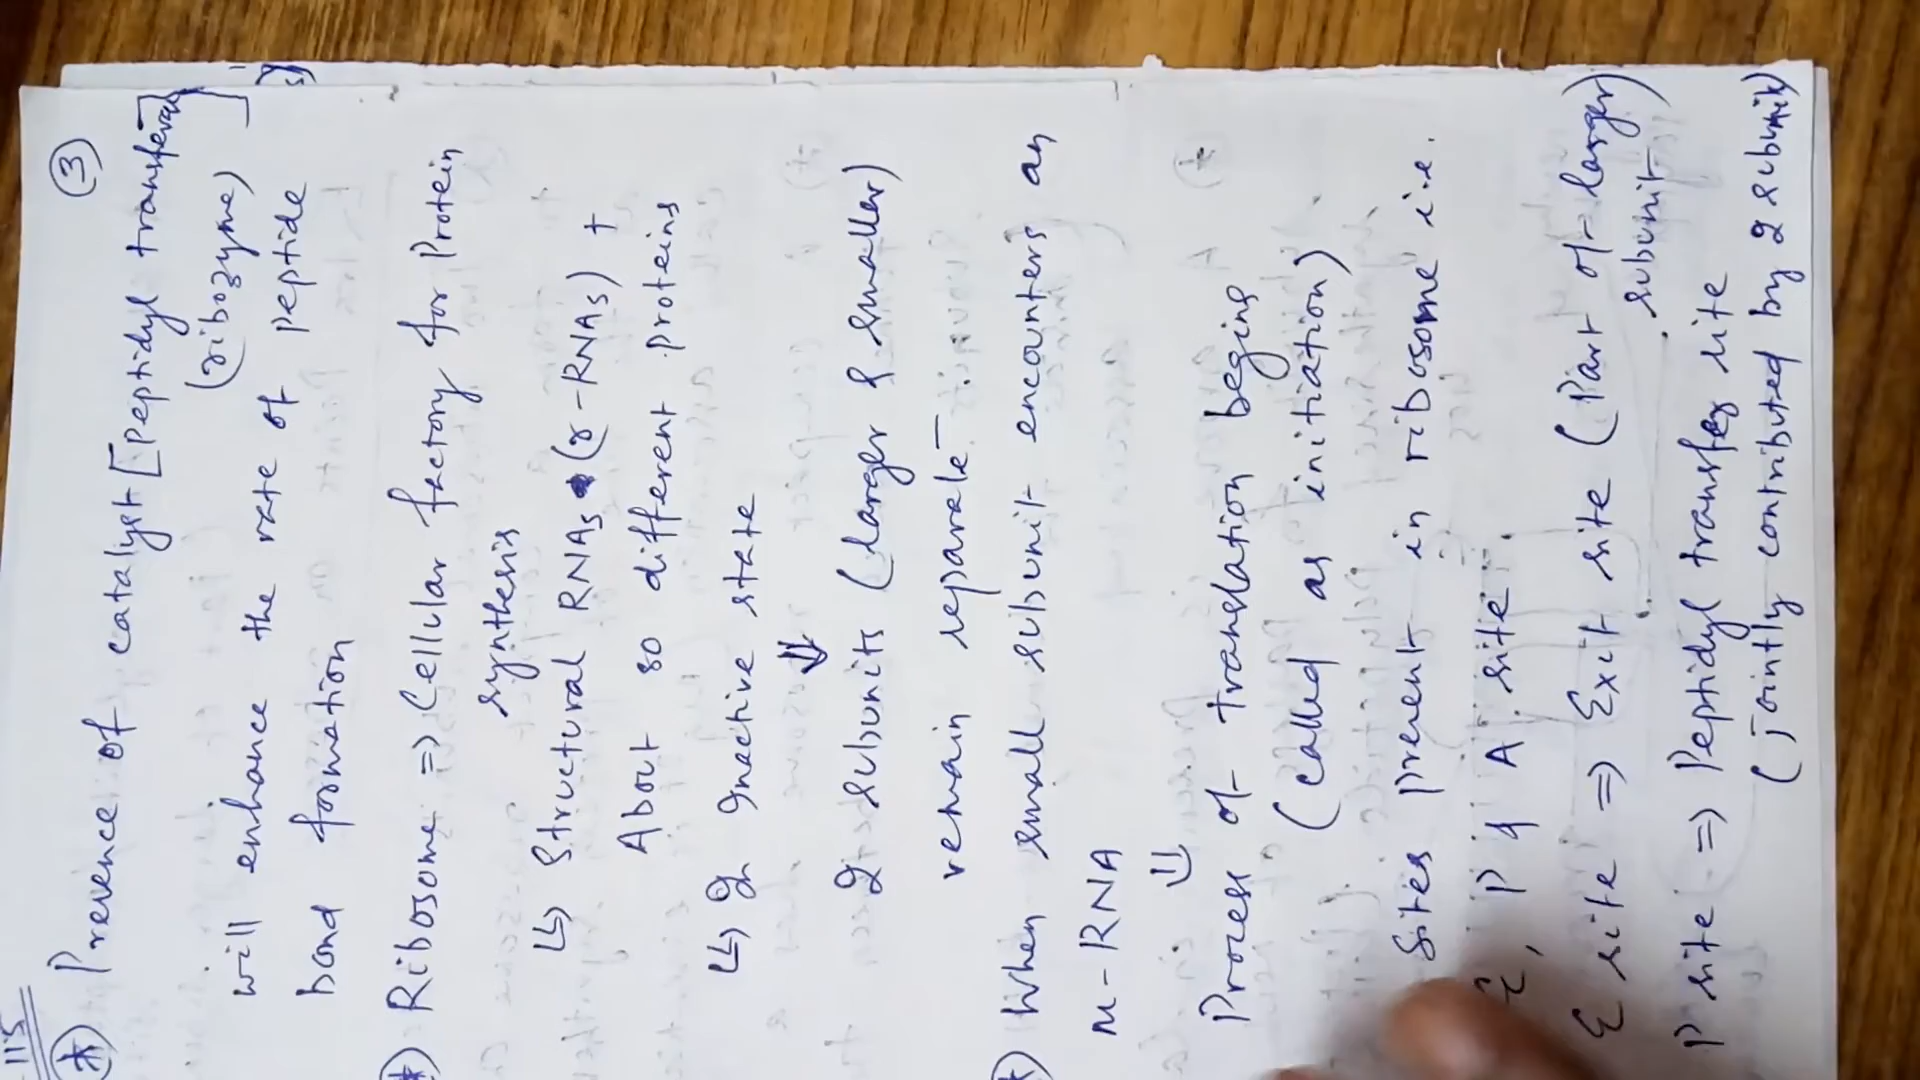 ③
115
* Presence of catalyst [Peptidyl transferase]
(ribozyme)
will enhance the rate of peptide
bond formation
* Ribosome => Cellular factory for Protein
synthesis
↳ Structural RNAs (r-RNAs) +
About 80 different proteins
↳ In Inactive state
⇓
2 subunits (larger & smaller)
remain separate.
* When small subunit encounters an
m-RNA
⇓
Process of translation begins
(called as initiation)
Sites present in ribosome i.e.
E, P & A site.
E site => Exit site (Part of larger
subunit)
P site => Peptidyl transfer site
(jointly contributed by 2 subunits)